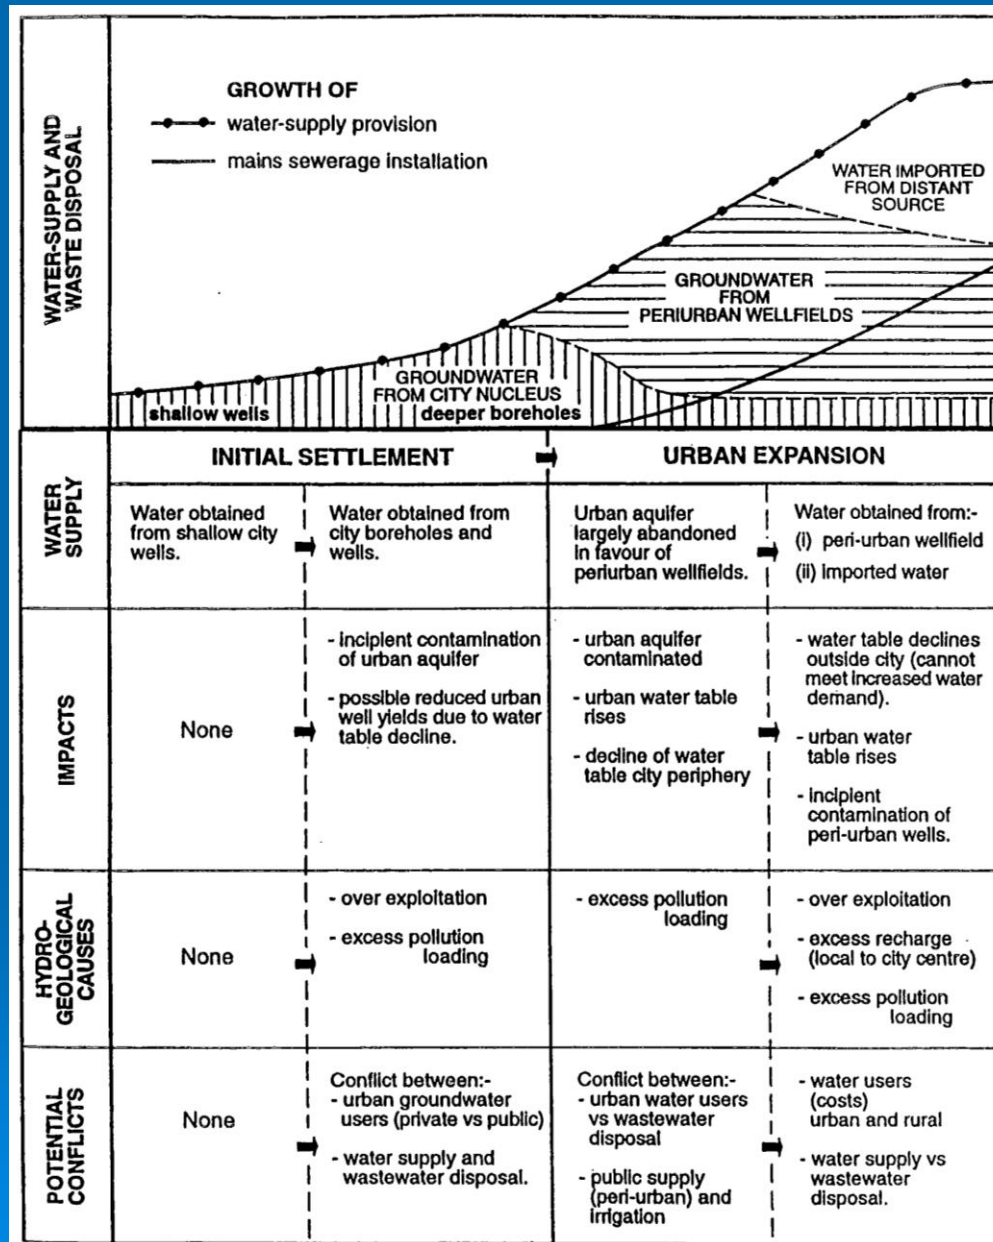 WATER-SUPPLY AND
WASTE DISPOSAL
GROWTH OF
water-supply provision
mains sewerage installation
WATER IMPORTED
FROM DISTANT
SOURCE
GROUNDWATER
FROM
PERIURBAN WELLFIELDS
GROUNDWATER
FROM CITY NUCLEUS
shallow wells
deeper boreholes
INITIAL SETTLEMENT
URBAN EXPANSION
WATER
SUPPLY
Water obtained
from shallow city
wells.
Water obtained from
city boreholes and
wells.
Urban aquifer
largely abandoned
in favour of
periurban wellfields.
Water obtained from:-
(i) peri-urban wellfield
(ii) imported water
IMPACTS
None
- incipient contamination
of urban aquifer
- possible reduced urban
well yields due to water
table decline.
- urban aquifer
contaminated
- urban water table
rises
- decline of water
table city periphery
- water table declines
outside city (cannot
meet increased water
demand).
- urban water
table rises
- incipient
contamination of
peri-urban wells.
HYDRO-
GEOLOGICAL
CAUSES
None
- over exploitation
- excess pollution
loading
- excess pollution
loading
- over exploitation
- excess recharge
(local to city centre)
- excess pollution
loading
POTENTIAL
CONFLICTS
None
Conflict between:-
- urban groundwater
users (private vs public)
- water supply and
wastewater disposal.
Conflict between:-
- urban water users
vs wastewater
disposal
- public supply
(peri-urban) and
irrigation
- water users
(costs)
urban and rural
- water supply vs
wastewater
disposal.